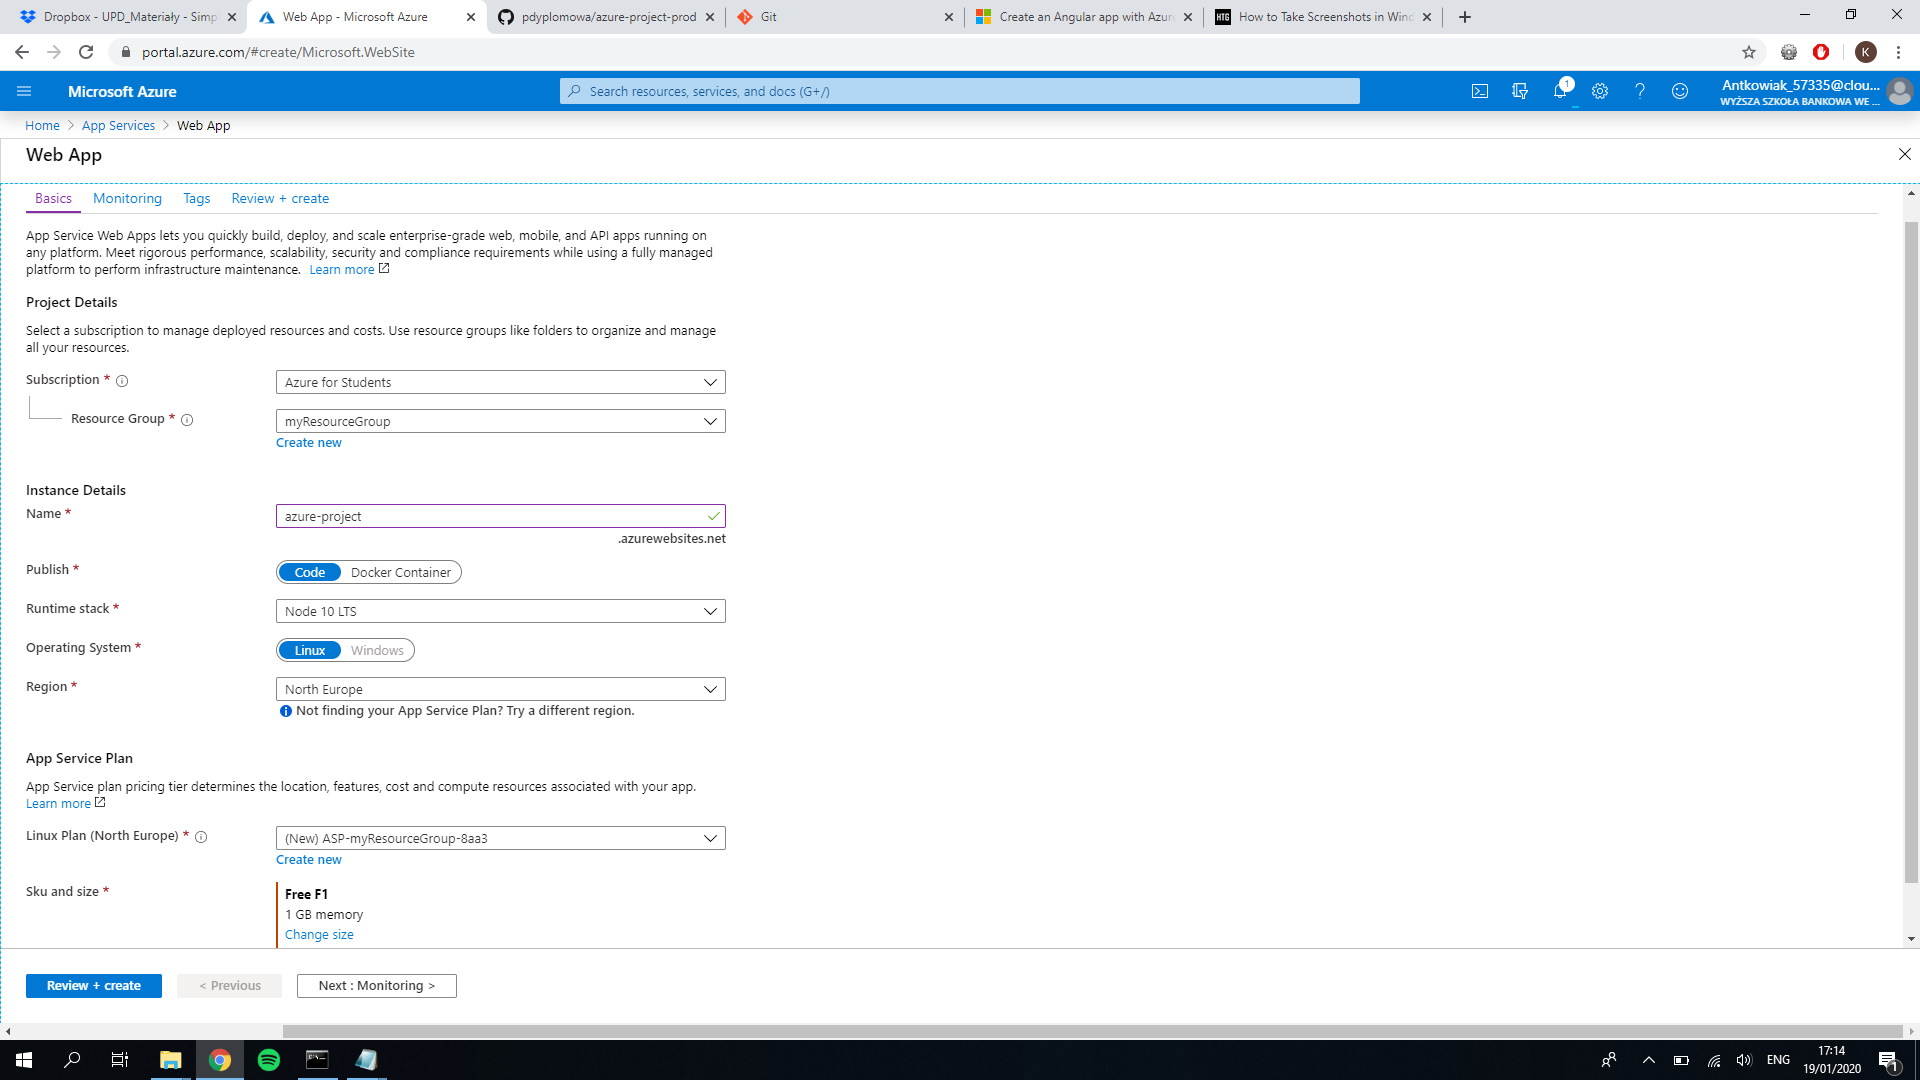 Dropbox - UPD_Materiały - Simpl
Web App - Microsoft Azure
pdyplomowa/azure-project-prod
Git
Create an Angular app with Azur
HTG How to Take Screenshots in Wind
portal.azure.com/#create/Microsoft.WebSite
K
Microsoft Azure
Search resources, services, and docs (G+/)
1
Antkowiak_57335@clou...
WYŻSZA SZKOŁA BANKOWA WE ...
Home > App Services > Web App
Web App
Basics Monitoring Tags Review + create
App Service Web Apps lets you quickly build, deploy, and scale enterprise-grade web, mobile, and API apps running on
any platform. Meet rigorous performance, scalability, security and compliance requirements while using a fully managed
platform to perform infrastructure maintenance. Learn more
Project Details
Select a subscription to manage deployed resources and costs. Use resource groups like folders to organize and manage
all your resources.
Subscription * Azure for Students
Resource Group * myResourceGroup
Create new
Instance Details
Name * azure-project
.azurewebsites.net
Publish * Code Docker Container
Runtime stack * Node 10 LTS
Operating System * Linux Windows
Region * North Europe
Not finding your App Service Plan? Try a different region.
App Service Plan
App Service plan pricing tier determines the location, features, cost and compute resources associated with your app.
Learn more
Linux Plan (North Europe) * (New) ASP-myResourceGroup-8aa3
Create new
Sku and size * Free F1
1 GB memory
Change size
Review + create < Previous Next : Monitoring >
ENG
17:14
19/01/2020
1